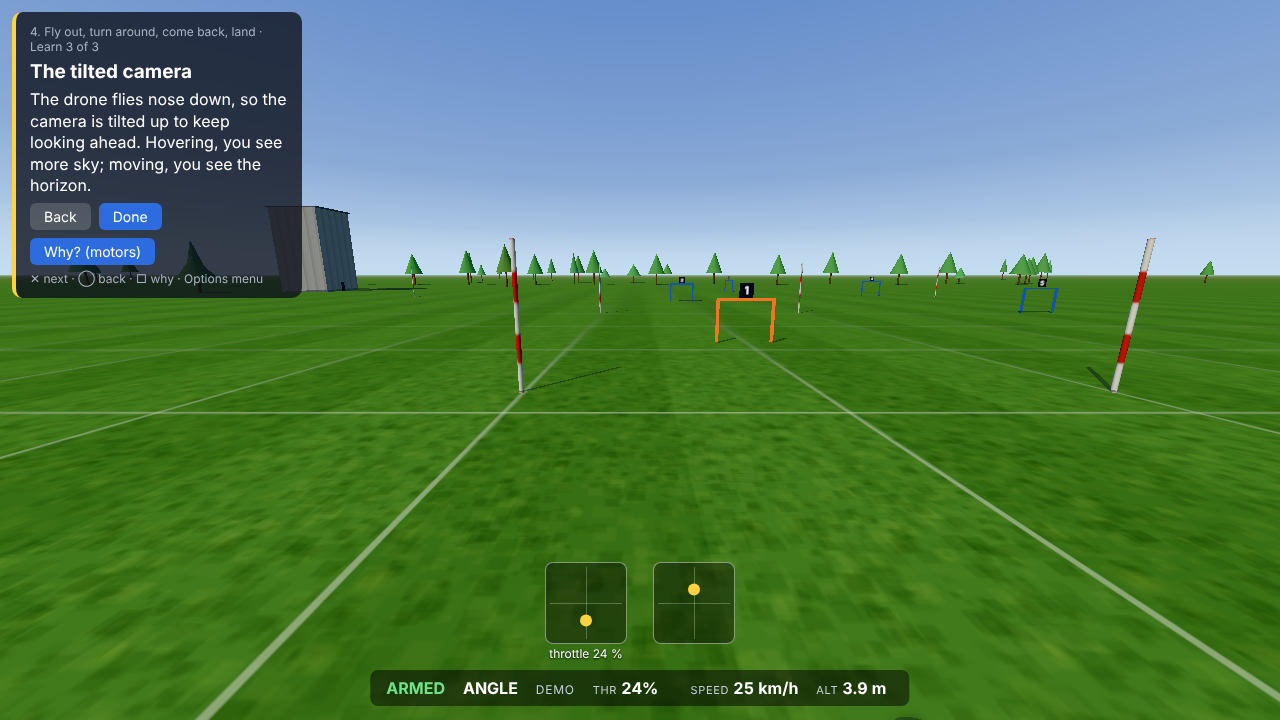 4. Fly out, turn around, come back, land ·
Learn 3 of 3
The tilted camera
The drone flies nose down, so the
camera is tilted up to keep
looking ahead. Hovering, you see
more sky; moving, you see the
horizon.
Back Done
Why? (motors)
✕ next · ◯ back · ☐ why · Options menu
1
throttle 24 %
ARMED ANGLE DEMO THR 24% SPEED 25 km/h ALT 3.9 m